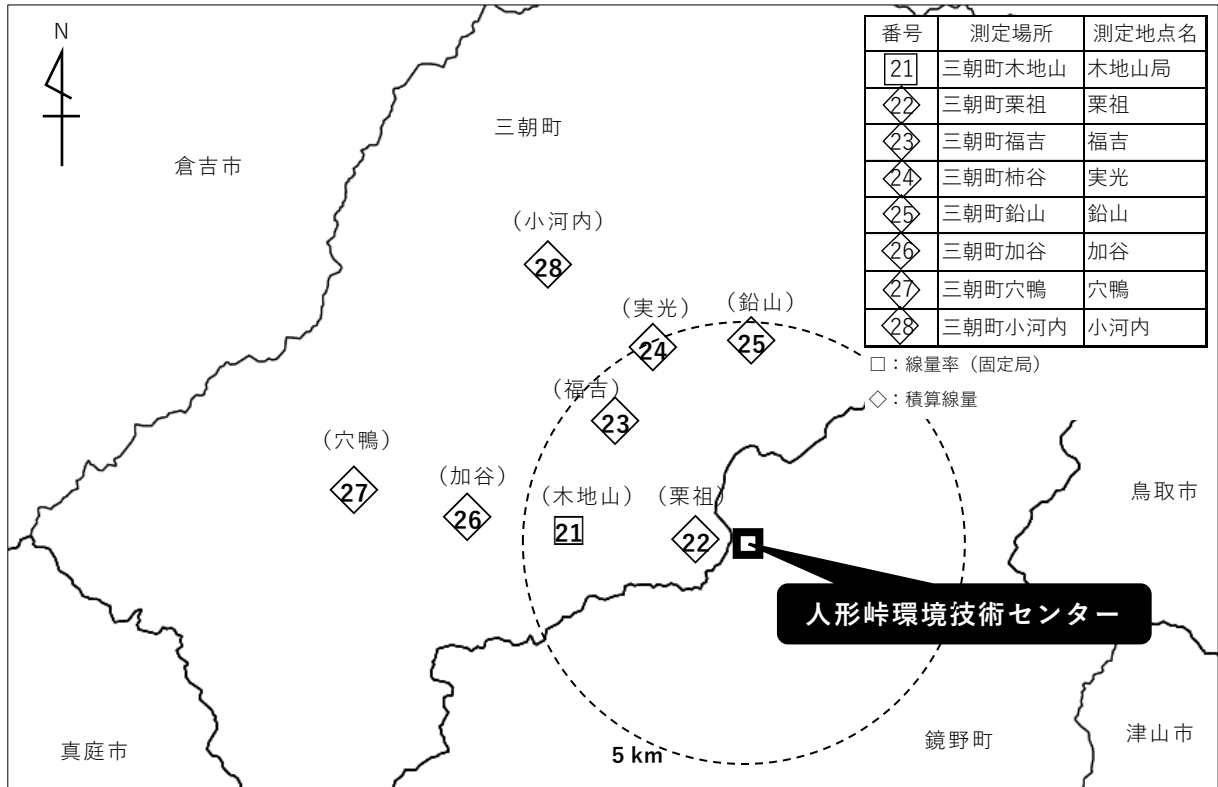 N
倉吉市
三朝町
番号 測定場所 測定地点名
21 三朝町木地山 木地山局
22 三朝町栗祖 栗祖
23 三朝町福吉 福吉
24 三朝町柿谷 実光
25 三朝町鉛山 鉛山
26 三朝町加谷 加谷
27 三朝町穴鴨 穴鴨
28 三朝町小河内 小河内
□：線量率（固定局）
◇：積算線量
（小河内）
28
（実光）
24
（鉛山）
25
（福吉）
23
（穴鴨）
27
（加谷）
26
（木地山）
21
（栗祖）
22
鳥取市
人形峠環境技術センター
真庭市
5 km
鏡野町
津山市